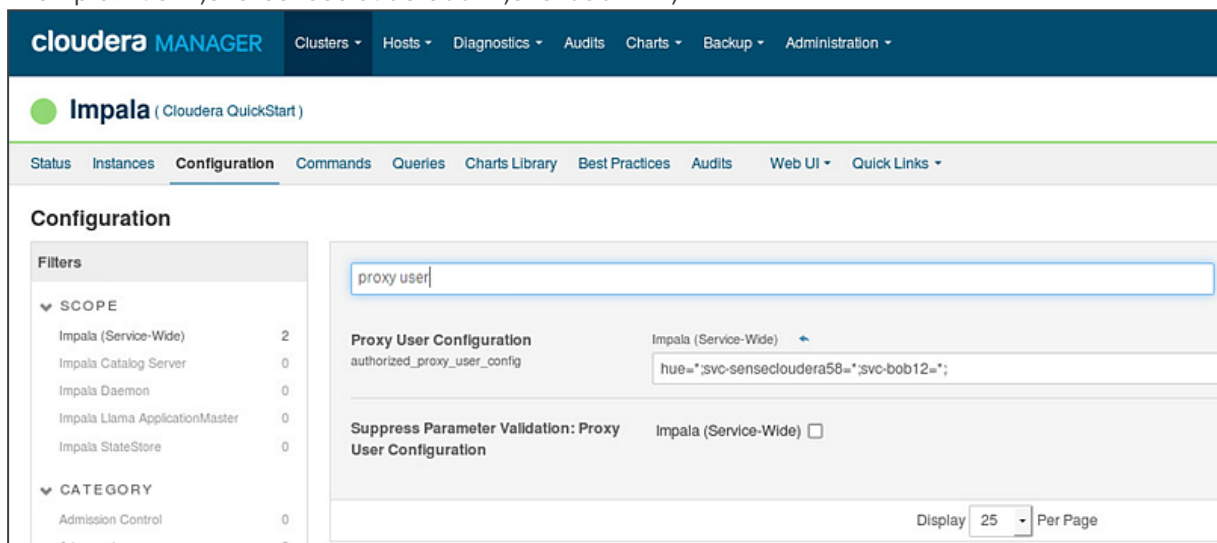 cloudera MANAGER Clusters Hosts Diagnostics Audits Charts Backup Administration
Impala ( Cloudera QuickStart )
Status Instances Configuration Commands Queries Charts Library Best Practices Audits Web UI Quick Links
Configuration
Filters
proxy user
SCOPE
Impala (Service-Wide) 2
Impala Catalog Server 0
Impala Daemon 0
Impala Llama ApplicationMaster 0
Impala StateStore 0
CATEGORY
Admission Control 0
Proxy User Configuration
authorized_proxy_user_config
Impala (Service-Wide)
hue=*;svc-sensecloudera58=*;svc-bob12=*;
Suppress Parameter Validation: Proxy
User Configuration
Impala (Service-Wide)
Display 25 Per Page